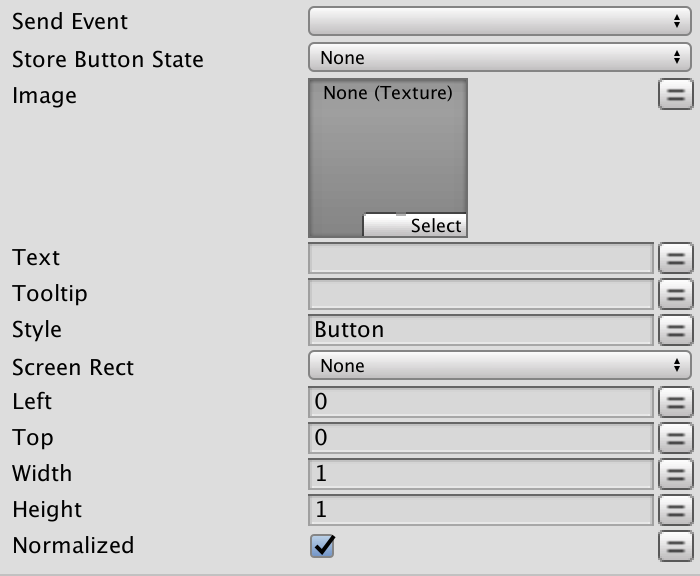 Send Event
Store Button State None
Image None (Texture)
Select
Text
Tooltip
Style Button
Screen Rect None
Left 0
Top 0
Width 1
Height 1
Normalized